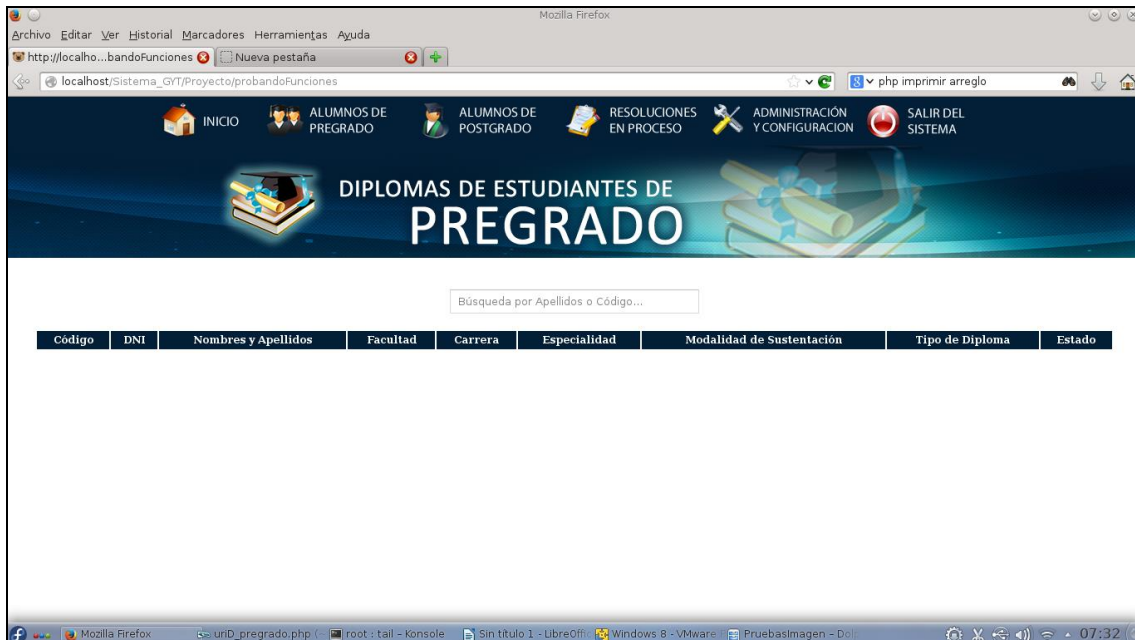 Mozilla Firefox
Archivo Editar Ver Historial Marcadores Herramientas Ayuda
http://localho...bandoFunciones Nueva pestaña
localhost/Sistema_GYT/Proyecto/probandoFunciones php imprimir arreglo
INICIO ALUMNOS DE PREGRADO ALUMNOS DE POSTGRADO RESOLUCIONES EN PROCESO ADMINISTRACIÓN Y CONFIGURACION SALIR DEL SISTEMA
DIPLOMAS DE ESTUDIANTES DE
PREGRADO
Búsqueda por Apellidos o Código...
Código DNI Nombres y Apellidos Facultad Carrera Especialidad Modalidad de Sustentación Tipo de Diploma Estado
Mozilla Firefox uriD_pregrado.php ( root : tail – Konsole Sin título 1 - LibreOffi Windows 8 - VMware PruebasImagen – Dol 07:32